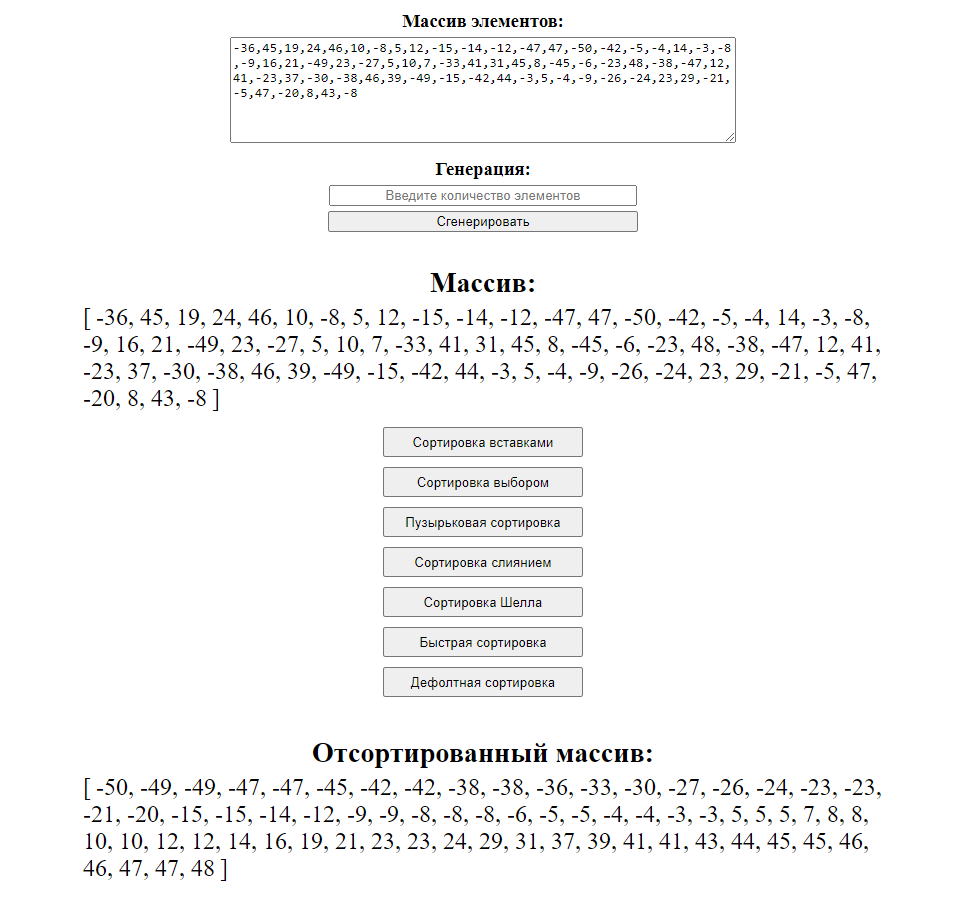 Массив элементов:
-36,45,19,24,46,10,-8,5,12,-15,-14,-12,-47,47,-50,-42,-5,-4,14,-3,-8
,-9,16,21,-49,23,-27,5,10,7,-33,41,31,45,8,-45,-6,-23,48,-38,-47,12,
41,-23,37,-30,-38,46,39,-49,-15,-42,44,-3,5,-4,-9,-26,-24,23,29,-21,
-5,47,-20,8,43,-8
Генерация:
Введите количество элементов
Сгенерировать
Массив:
[ -36, 45, 19, 24, 46, 10, -8, 5, 12, -15, -14, -12, -47, 47, -50, -42, -5, -4, 14, -3, -8,
-9, 16, 21, -49, 23, -27, 5, 10, 7, -33, 41, 31, 45, 8, -45, -6, -23, 48, -38, -47, 12, 41,
-23, 37, -30, -38, 46, 39, -49, -15, -42, 44, -3, 5, -4, -9, -26, -24, 23, 29, -21, -5, 47,
-20, 8, 43, -8 ]
Сортировка вставками
Сортировка выбором
Пузырьковая сортировка
Сортировка слиянием
Сортировка Шелла
Быстрая сортировка
Дефолтная сортировка
Отсортированный массив:
[ -50, -49, -49, -47, -47, -45, -42, -42, -38, -38, -36, -33, -30, -27, -26, -24, -23, -23,
-21, -20, -15, -15, -14, -12, -9, -9, -8, -8, -8, -6, -5, -5, -4, -4, -3, -3, 5, 5, 5, 7, 8, 8,
10, 10, 12, 12, 14, 16, 19, 21, 23, 23, 24, 29, 31, 37, 39, 41, 41, 43, 44, 45, 45, 46,
46, 47, 47, 48 ]